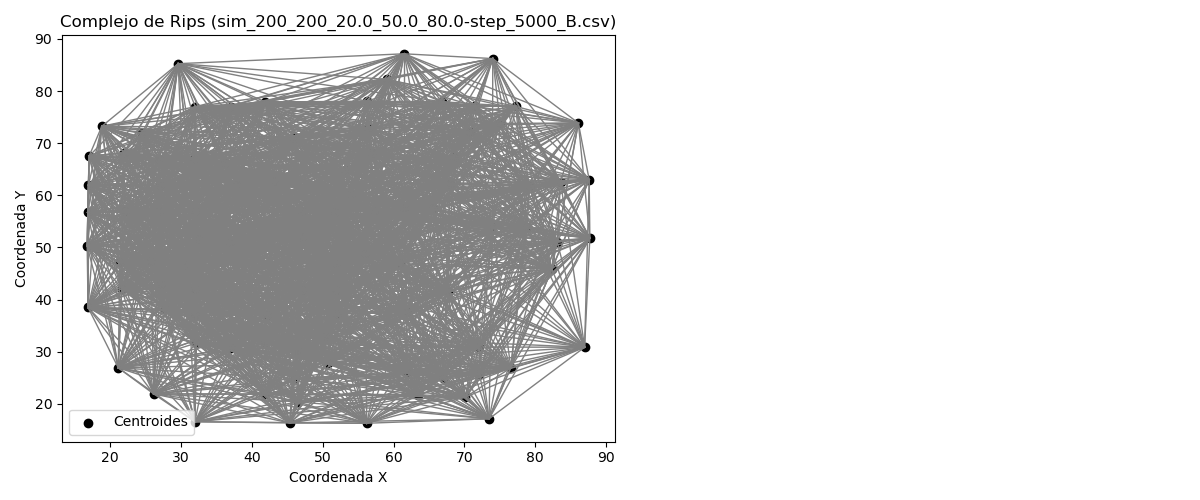 Complejo de Rips (sim_200_200_20.0_50.0_80.0-step_5000_B.csv)
90
80
70
60
50
40
30
20
Coordenada Y
Centroides
20 30 40 50 60 70 80 90
Coordenada X